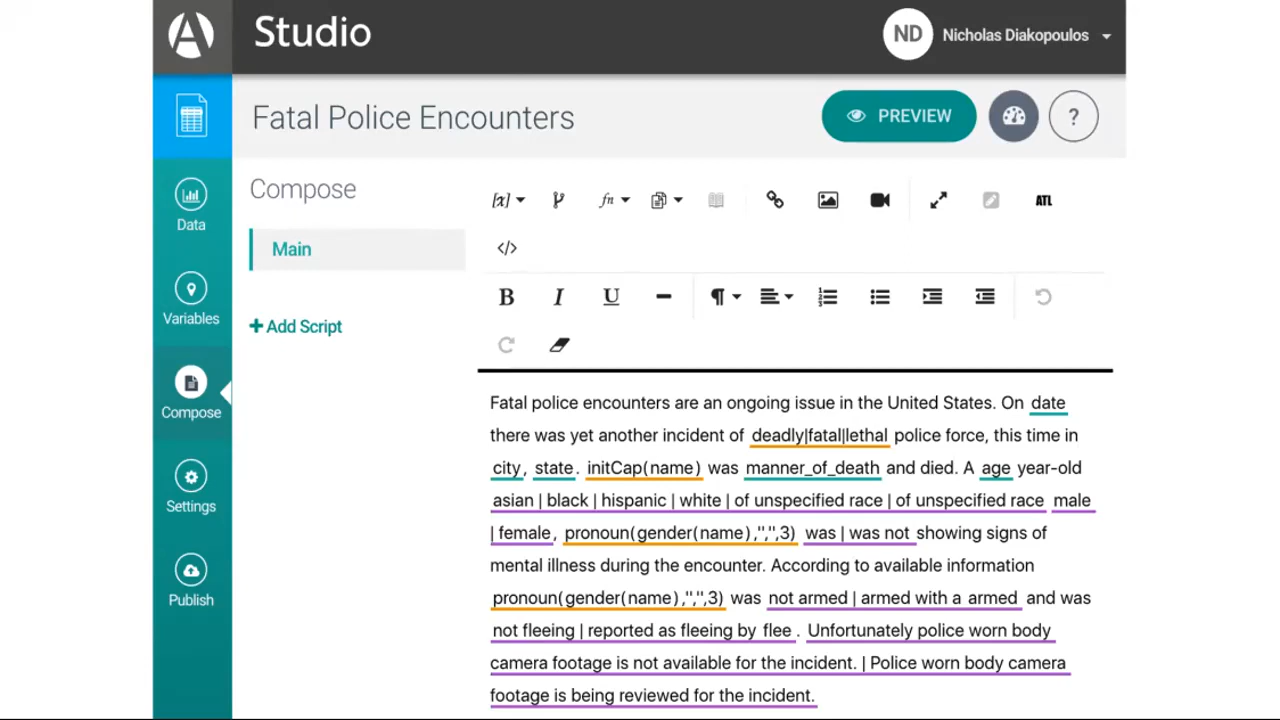 Studio
ND
Nicholas Diakopoulos
Fatal Police Encounters
PREVIEW
?
Data
Variables
Compose
Settings
Publish
Compose
Main
+ Add Script
[x]
fn
ATL
</>
B I U
Fatal police encounters are an ongoing issue in the United States. On date
there was yet another incident of deadly|fatal|lethal police force, this time in
city, state. initCap(name) was manner_of_death and died. A age year-old
asian | black | hispanic | white | of unspecified race | of unspecified race male
| female, pronoun(gender(name),"","",3) was | was not showing signs of
mental illness during the encounter. According to available information
pronoun(gender(name),"","",3) was not armed | armed with a armed and was
not fleeing | reported as fleeing by flee . Unfortunately police worn body
camera footage is not available for the incident. | Police worn body camera
footage is being reviewed for the incident.